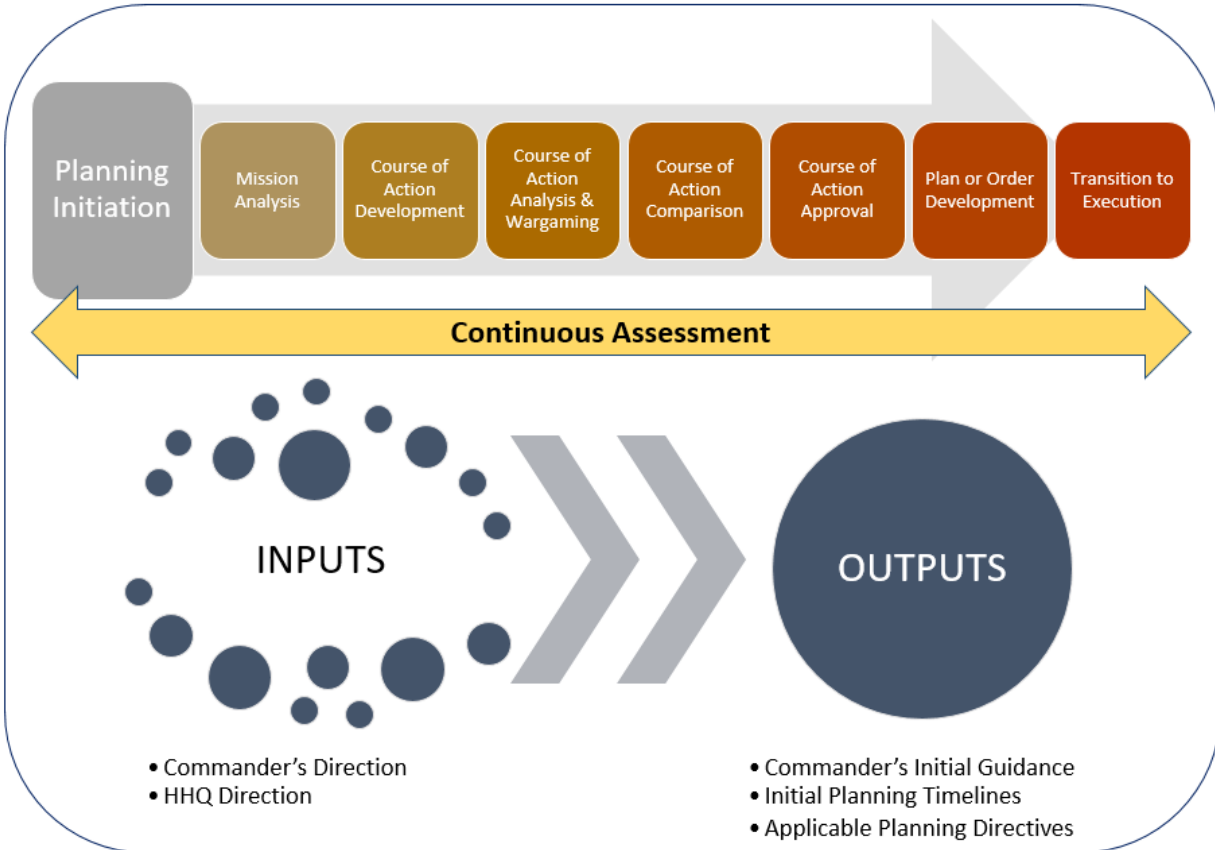 Planning
Initiation
Mission
Analysis
Course of
Action
Development
Course of
Action
Analysis &
Wargaming
Course of
Action
Comparison
Course of
Action
Approval
Plan or Order
Development
Transition to
Execution
Continuous Assessment
INPUTS
OUTPUTS
• Commander’s Direction
• HHQ Direction
• Commander’s Initial Guidance
• Initial Planning Timelines
• Applicable Planning Directives